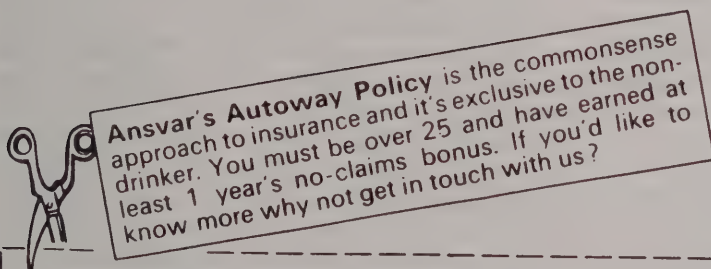 Ansvar's Autoway Policy is the commonsense
approach to insurance and it's exclusive to the non-
drinker. You must be over 25 and have earned at
least 1 year's no-claims bonus. If you'd like to
know more why not get in touch with us?